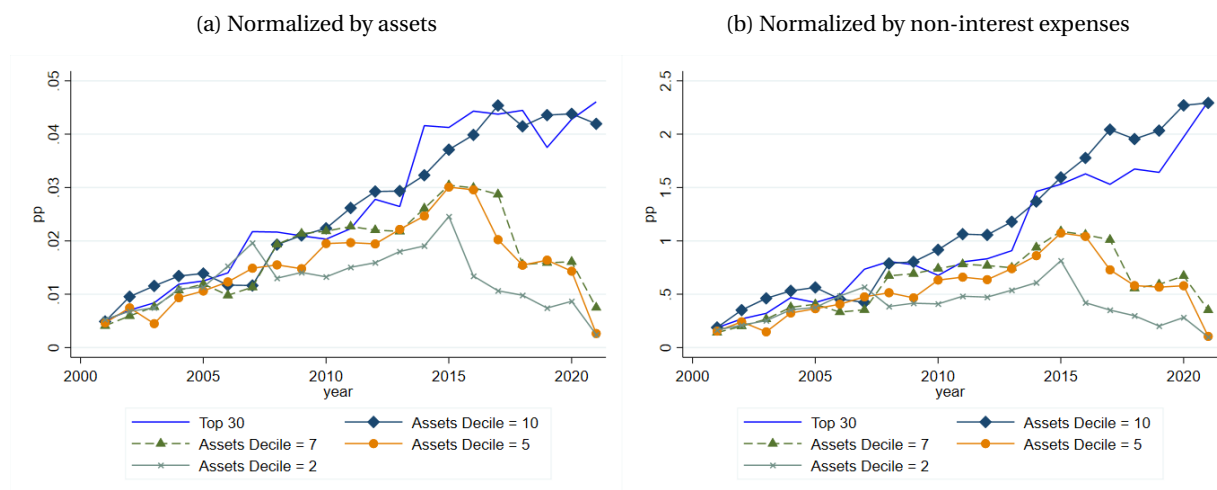 (a) Normalized by assets
pp
0
.01
.02
.03
.04
.05
2000
2005
2010
2015
2020
year
Top 30
Assets Decile = 10
Assets Decile = 7
Assets Decile = 5
Assets Decile = 2
(b) Normalized by non-interest expenses
pp
0
.5
1
1.5
2
2.5
2000
2005
2010
2015
2020
year
Top 30
Assets Decile = 10
Assets Decile = 7
Assets Decile = 5
Assets Decile = 2